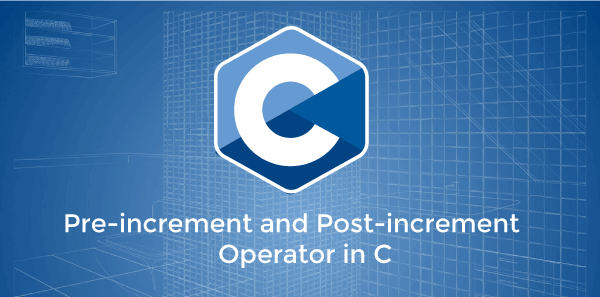 C
Pre-increment and Post-increment
Operator in C